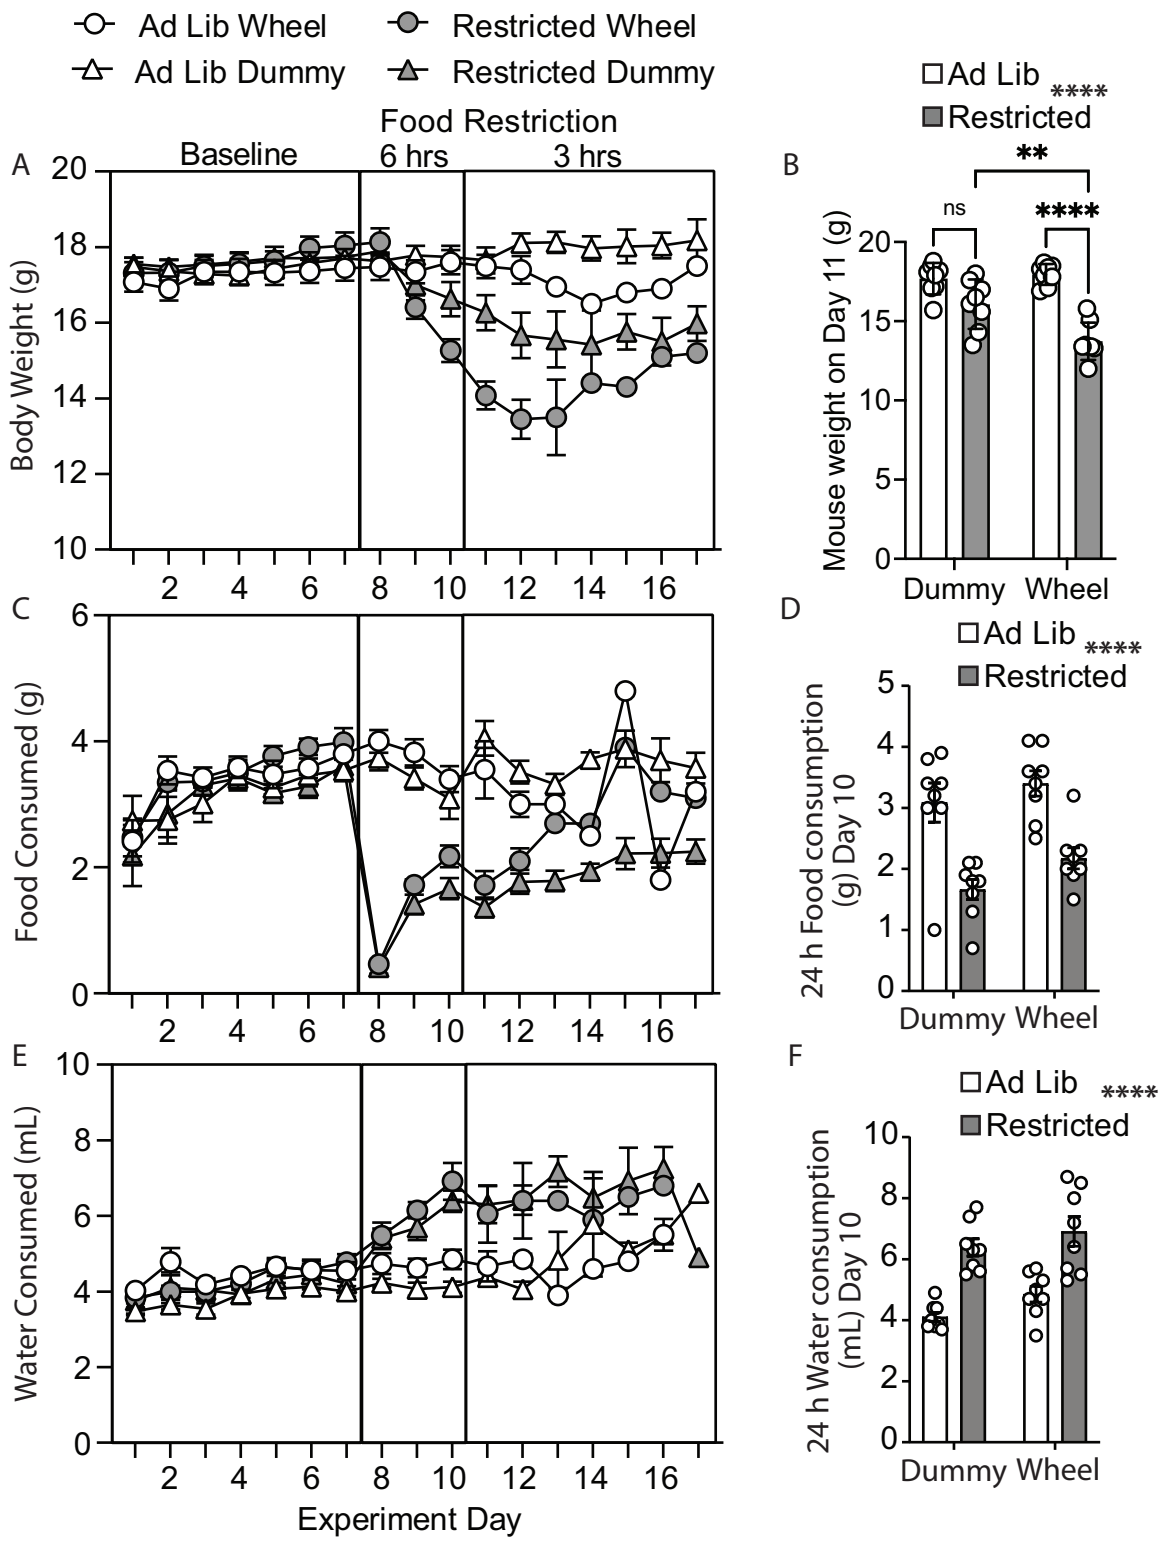 Ad Lib Wheel
Restricted Wheel
Ad Lib Dummy
Restricted Dummy
Food Restriction
A
Baseline
6 hrs
3 hrs
Body Weight (g)
20
18
16
14
12
10
2 4 6 8 10 12 14 16
B
Ad Lib
****
Restricted
**
ns
****
Mouse weight on Day 11 (g)
20
15
10
5
0
Dummy Wheel
C
Food Consumed (g)
6
4
2
0
2 4 6 8 10 12 14 16
D
Ad Lib
****
Restricted
24 h Food consumption
(g) Day 10
5
4
3
2
1
0
Dummy Wheel
E
Water Consumed (mL)
10
8
6
4
2
0
2 4 6 8 10 12 14 16
Experiment Day
F
Ad Lib
****
Restricted
24 h Water consumption
(mL) Day 10
10
8
6
4
2
0
Dummy Wheel